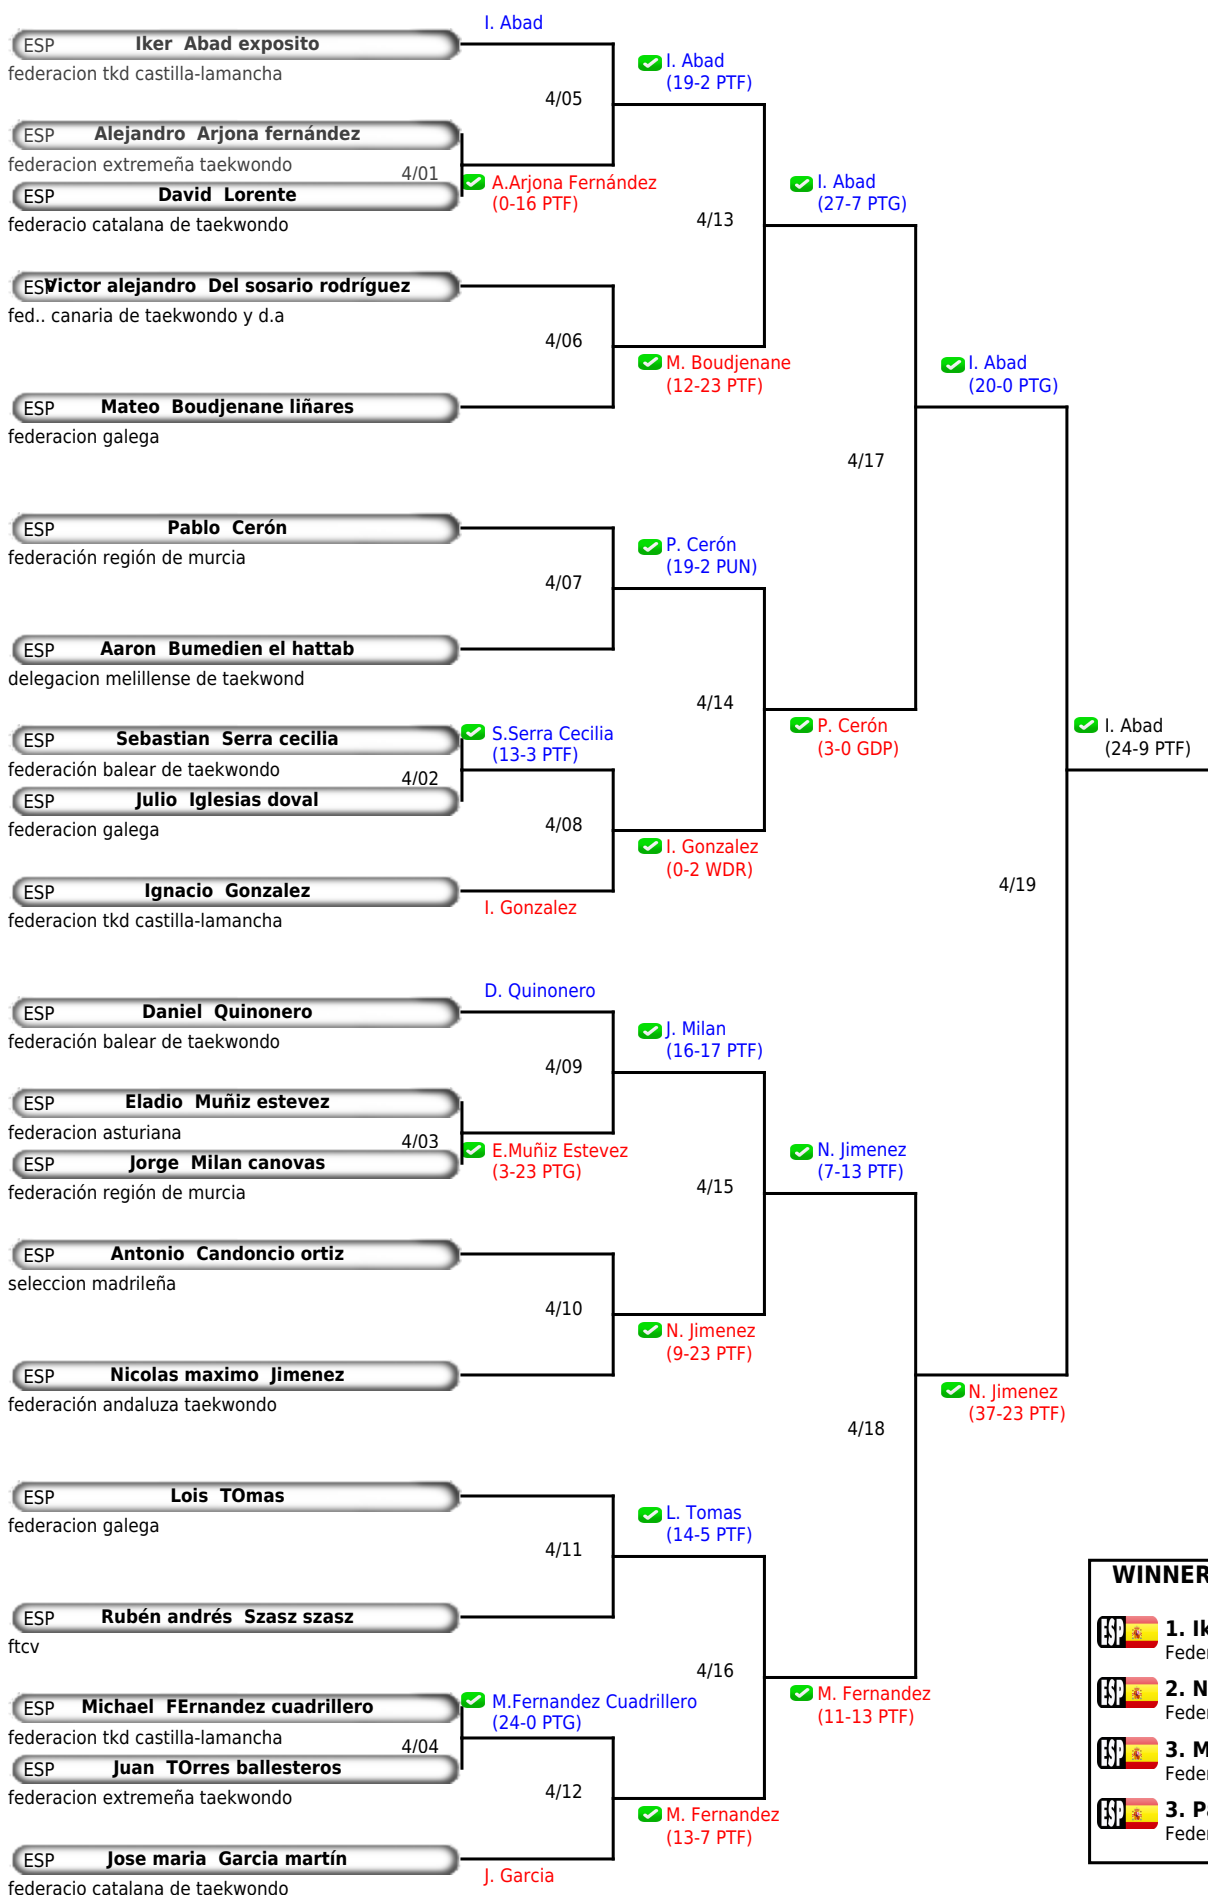 I. Abad
ESP Iker Abad exposito
federacion tkd castilla-lamancha
I. Abad
(19-2 PTF)
4/05
ESP Alejandro Arjona fernández
federacion extremeña taekwondo
4/01
A.Arjona Fernández
(0-16 PTF)
ESP David Lorente
federacio catalana de taekwondo
I. Abad
(27-7 PTG)
4/13
ESP Victor alejandro Del sosario rodríguez
fed.. canaria de taekwondo y d.a
4/06
M. Boudjenane
(12-23 PTF)
I. Abad
(20-0 PTG)
ESP Mateo Boudjenane liñares
federacion galega
4/17
ESP Pablo Cerón
federación región de murcia
P. Cerón
(19-2 PUN)
4/07
ESP Aaron Bumedien el hattab
delegacion melillense de taekwond
4/14
P. Cerón
(3-0 GDP)
I. Abad
(24-9 PTF)
ESP Sebastian Serra cecilia
federación balear de taekwondo
4/02
S.Serra Cecilia
(13-3 PTF)
ESP Julio Iglesias doval
federacion galega
4/08
I. Gonzalez
(0-2 WDR)
ESP Ignacio Gonzalez
federacion tkd castilla-lamancha
I. Gonzalez
4/19
D. Quinonero
ESP Daniel Quinonero
federación balear de taekwondo
J. Milan
(16-17 PTF)
4/09
ESP Eladio Muñiz estevez
federacion asturiana
4/03
E.Muñiz Estevez
(3-23 PTG)
ESP Jorge Milan canovas
federación región de murcia
N. Jimenez
(7-13 PTF)
4/15
ESP Antonio Candoncio ortiz
seleccion madrileña
4/10
N. Jimenez
(9-23 PTF)
ESP Nicolas maximo Jimenez
federación andaluza taekwondo
N. Jimenez
(37-23 PTF)
4/18
ESP Lois TOmas
federacion galega
L. Tomas
(14-5 PTF)
4/11
ESP Rubén andrés Szasz szasz
ftcv
4/16
M. Fernandez
(11-13 PTF)
ESP Michael FErnandez cuadrillero
federacion tkd castilla-lamancha
4/04
M.Fernandez Cuadrillero
(24-0 PTG)
ESP Juan TOrres ballesteros
federacion extremeña taekwondo
4/12
M. Fernandez
(13-7 PTF)
ESP Jose maria Garcia martín
federacio catalana de taekwondo
J. Garcia
WINNER
ESP 1. Ik
Feder
ESP 2. N
Feder
ESP 3. M
Feder
ESP 3. Pa
Feder